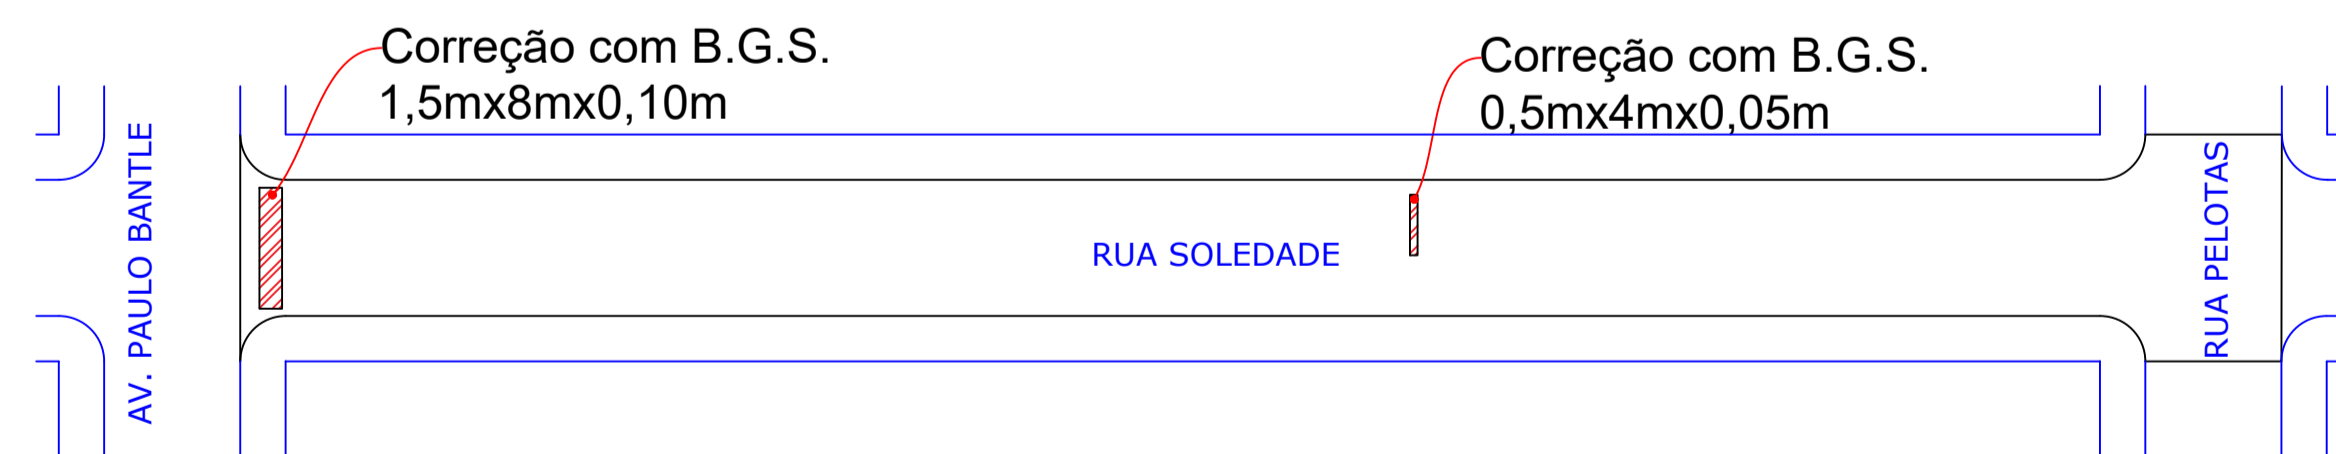 Correção com B.G.S.
1,5mx8mx0,10m
Correção com B.G.S.
0,5mx4mx0,05m
AV. PAULO BANTLE
RUA SOLEDADE
RUA PELOTAS